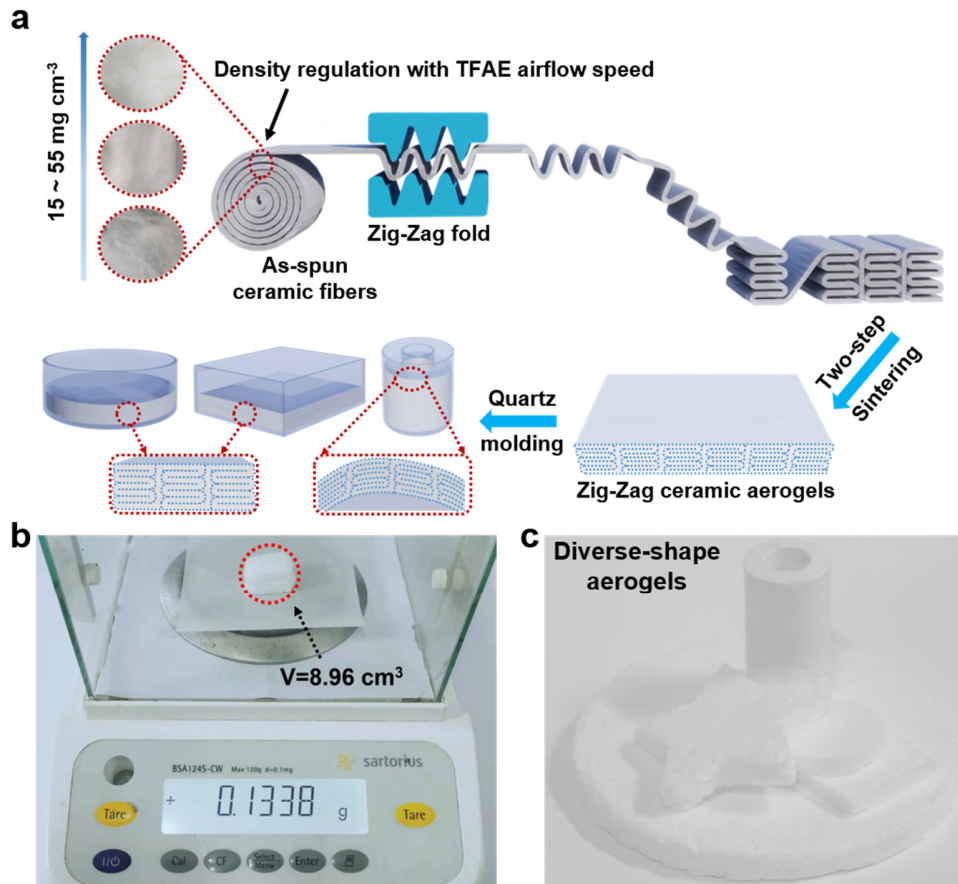 a
15 ~ 55 mg cm⁻³
Density regulation with TFAE airflow speed
Zig-Zag fold
As-spun
ceramic fibers
Two-step
Sintering
Quartz
molding
Zig-Zag ceramic aerogels
b
V=8.96 cm³
BSA124S-CW Max 120g d=0.1mg
sartorius
+ 0.1338 g
Tare
Tare
I/⏻
Cal
CF
Select
Menu
Enter
c
Diverse-shape
aerogels